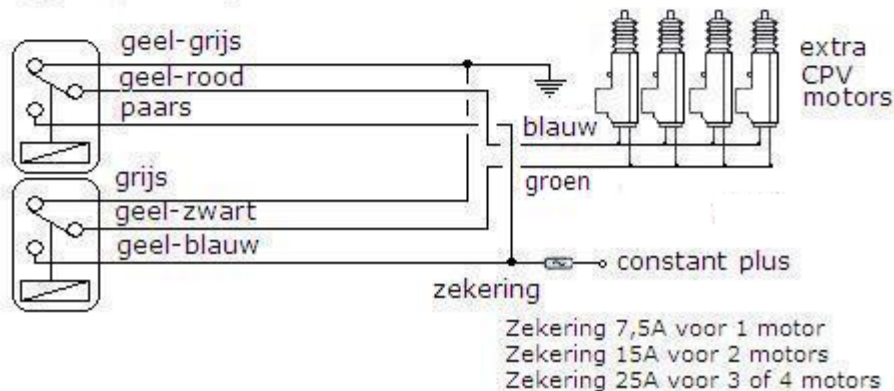 geel-grijs
geel-rood
paars
blauw
extra
CPV
motors
groen
grijs
geel-zwart
geel-blauw
constant plus
zekering
Zekering 7,5A voor 1 motor
Zekering 15A voor 2 motors
Zekering 25A voor 3 of 4 motors